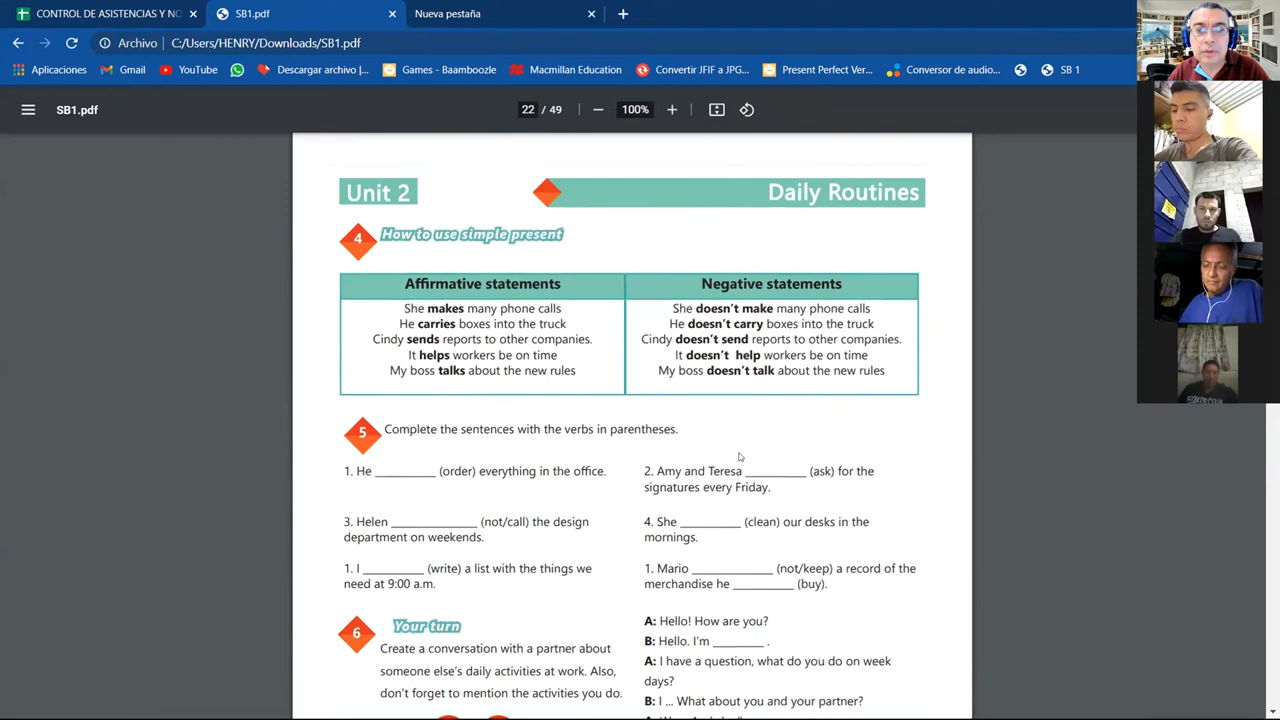 CONTROL DE ASISTENCIAS Y NO
SB1.pdf
Nueva pestaña
Archivo
C:/Users/HENRY/Downloads/SB1.pdf
Aplicaciones
Gmail
YouTube
Descargar archivo |...
Games - Baamboozle
Macmillan Education
Convertir JFIF a JPG...
Present Perfect Ver...
Conversor de audio...
SB 1
SB1.pdf
22 / 49
100%
Unit 2
Daily Routines
4
How to use simple present
Affirmative statements
She makes many phone calls
He carries boxes into the truck
Cindy sends reports to other companies.
It helps workers be on time
My boss talks about the new rules
Negative statements
She doesn't make many phone calls
He doesn't carry boxes into the truck
Cindy doesn't send reports to other companies.
It doesn't help workers be on time
My boss doesn't talk about the new rules
5
Complete the sentences with the verbs in parentheses.
1. He _________ (order) everything in the office.
2. Amy and Teresa _________ (ask) for the
signatures every Friday.
3. Helen _____________ (not/call) the design
department on weekends.
4. She _________ (clean) our desks in the
mornings.
1. I _________ (write) a list with the things we
need at 9:00 a.m.
1. Mario ____________ (not/keep) a record of the
merchandise he _________ (buy).
6
Your turn
Create a conversation with a partner about
someone else's daily activities at work. Also,
don't forget to mention the activities you do.
A: Hello! How are you?
B: Hello. I'm ________ .
A: I have a question, what do you do on week
days?
B: I ... What about you and your partner?